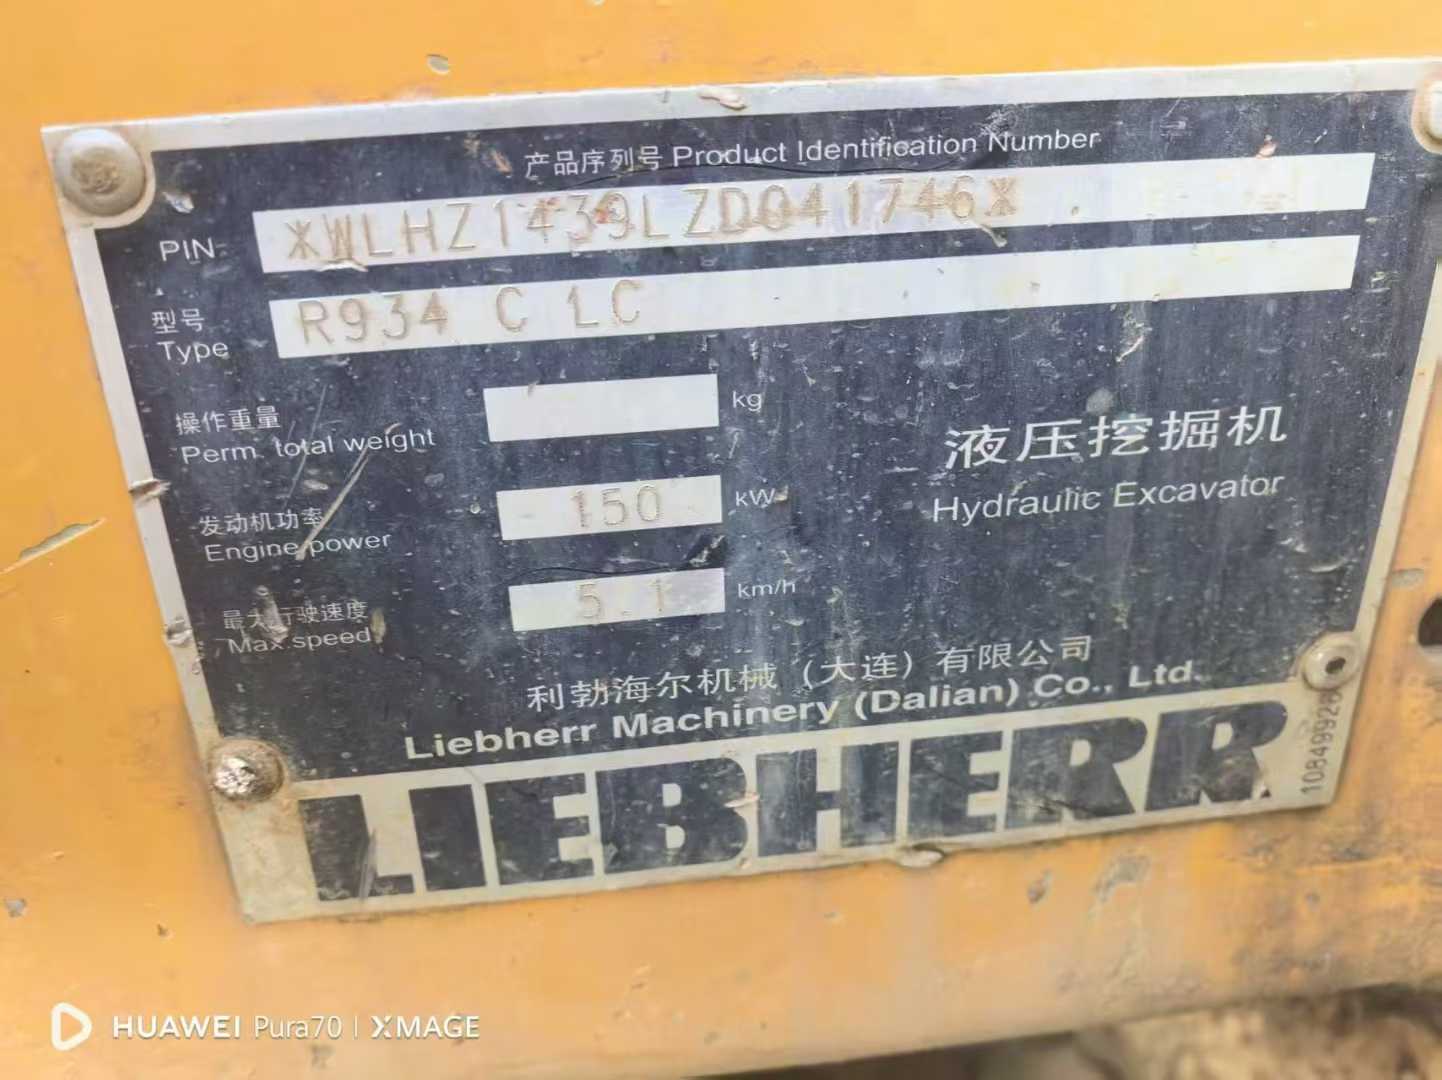 产品序列号 Product Identification Number
PIN *WLHZ1439LZD041746*
型号
Type R934 C LC
操作重量
Perm. total weight kg
发动机功率
Engine power 150 kW
最大行驶速度
Max speed 5.1 km/h
液压挖掘机
Hydraulic Excavator
利勃海尔机械（大连）有限公司
Liebherr Machinery (Dalian) Co., Ltd.
LIEBHERR
HUAWEI Pura70 | XMAGE